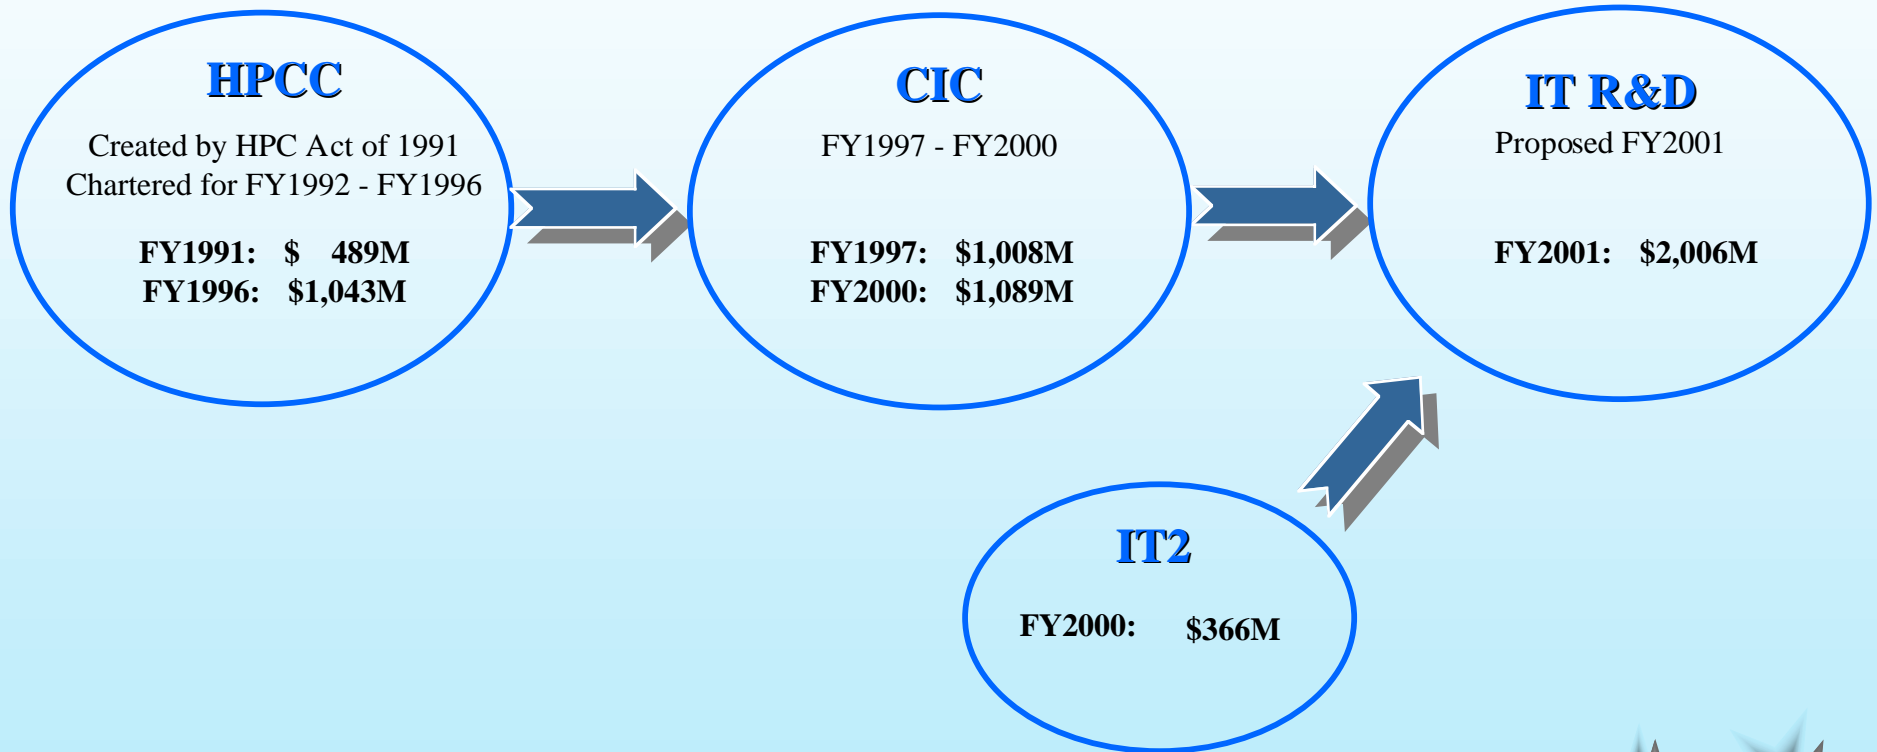 HPCC
Created by HPC Act of 1991
Chartered for FY1992 - FY1996
FY1991: $ 489M
FY1996: $1,043M
CIC
FY1997 - FY2000
FY1997: $1,008M
FY2000: $1,089M
IT R&D
Proposed FY2001
FY2001: $2,006M
IT2
FY2000: $366M